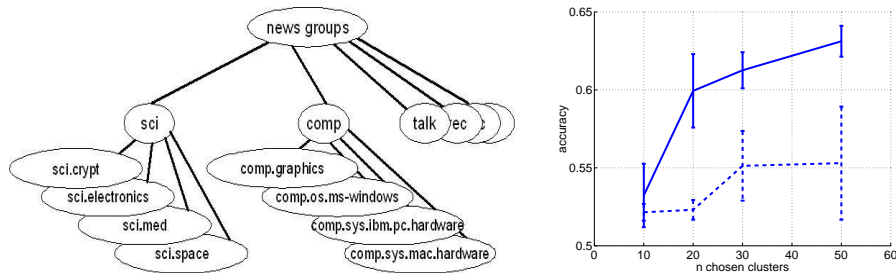 news groups
sci
comp
talk
rec
c
sci.crypt
sci.electronics
sci.med
sci.space
comp.graphics
comp.os.ms-windows
comp.sys.ibm.pc.hardware
comp.sys.mac.hardware
0.65
0.6
0.55
0.5
accuracy
0 10 20 30 40 50 60
n chosen clusters